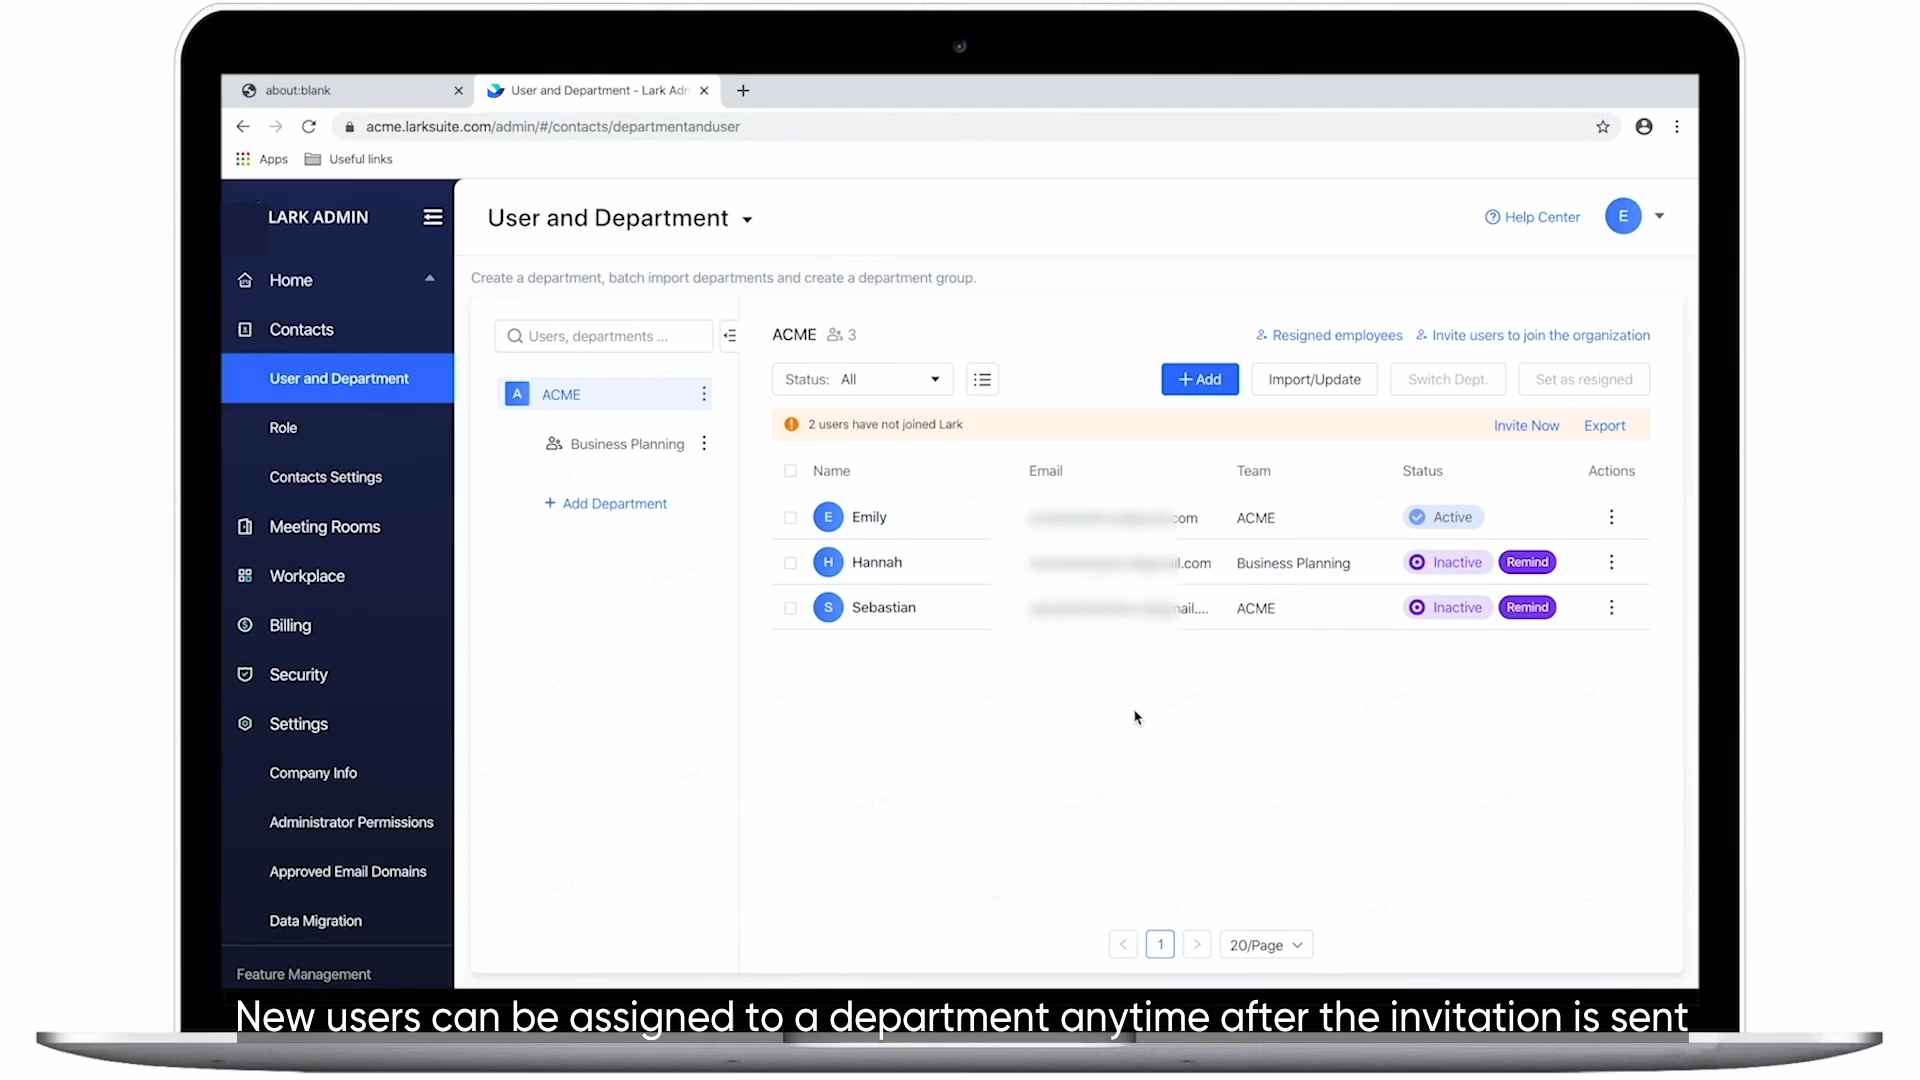 about:blank
User and Department - Lark Adm
acme.larksuite.com/admin/#/contacts/departmentanduser
Apps
Useful links
LARK ADMIN
User and Department
Help Center
E
Home
Create a department, batch import departments and create a department group.
Contacts
Users, departments ...
ACME 3
Resigned employees
Invite users to join the organization
User and Department
Status: All
+ Add
Import/Update
Switch Dept.
Set as resigned
A ACME
2 users have not joined Lark
Invite Now
Export
Role
Business Planning
Name Email Team Status Actions
Contacts Settings
+ Add Department
E Emily com ACME Active
Meeting Rooms
H Hannah il.com Business Planning Inactive Remind
Workplace
S Sebastian nail.... ACME Inactive Remind
Billing
Security
Settings
Company Info
Administrator Permissions
Approved Email Domains
Data Migration
< 1 > 20/Page
Feature Management
New users can be assigned to a department anytime after the invitation is sent